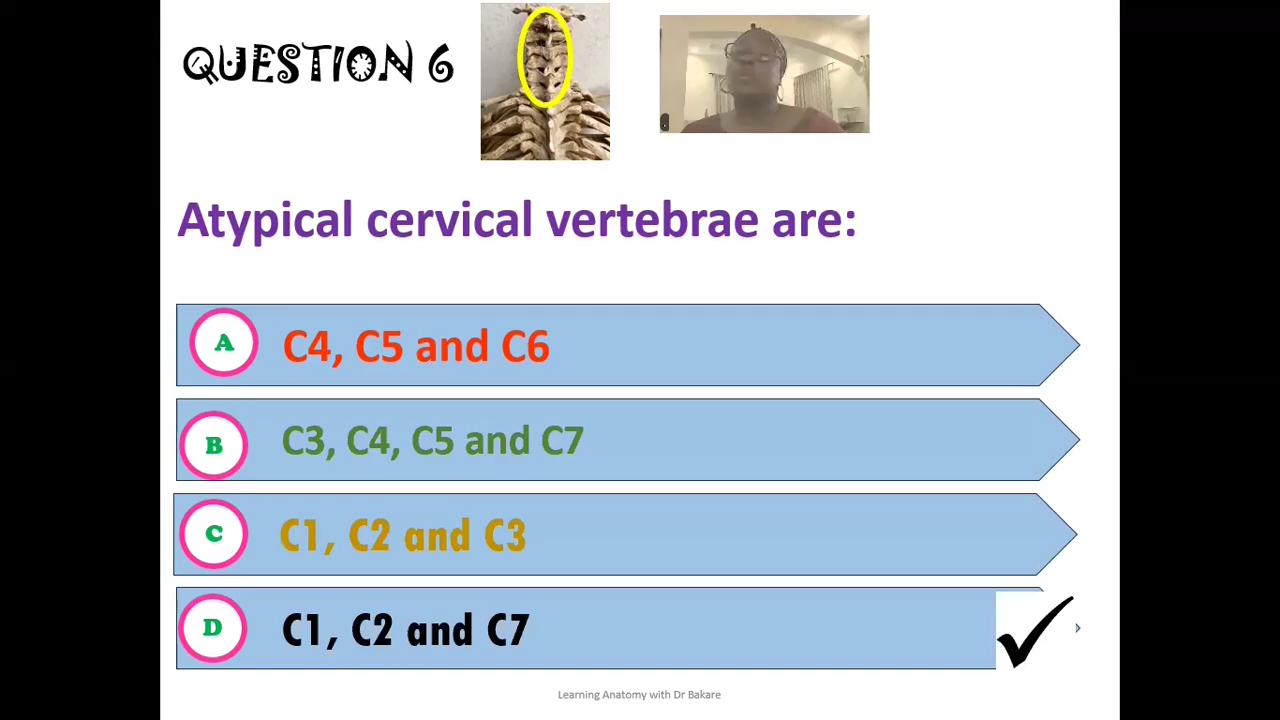 QUESTION 6
Atypical cervical vertebrae are:
A C4, C5 and C6
B C3, C4, C5 and C7
C C1, C2 and C3
D C1, C2 and C7
Learning Anatomy with Dr Bakare